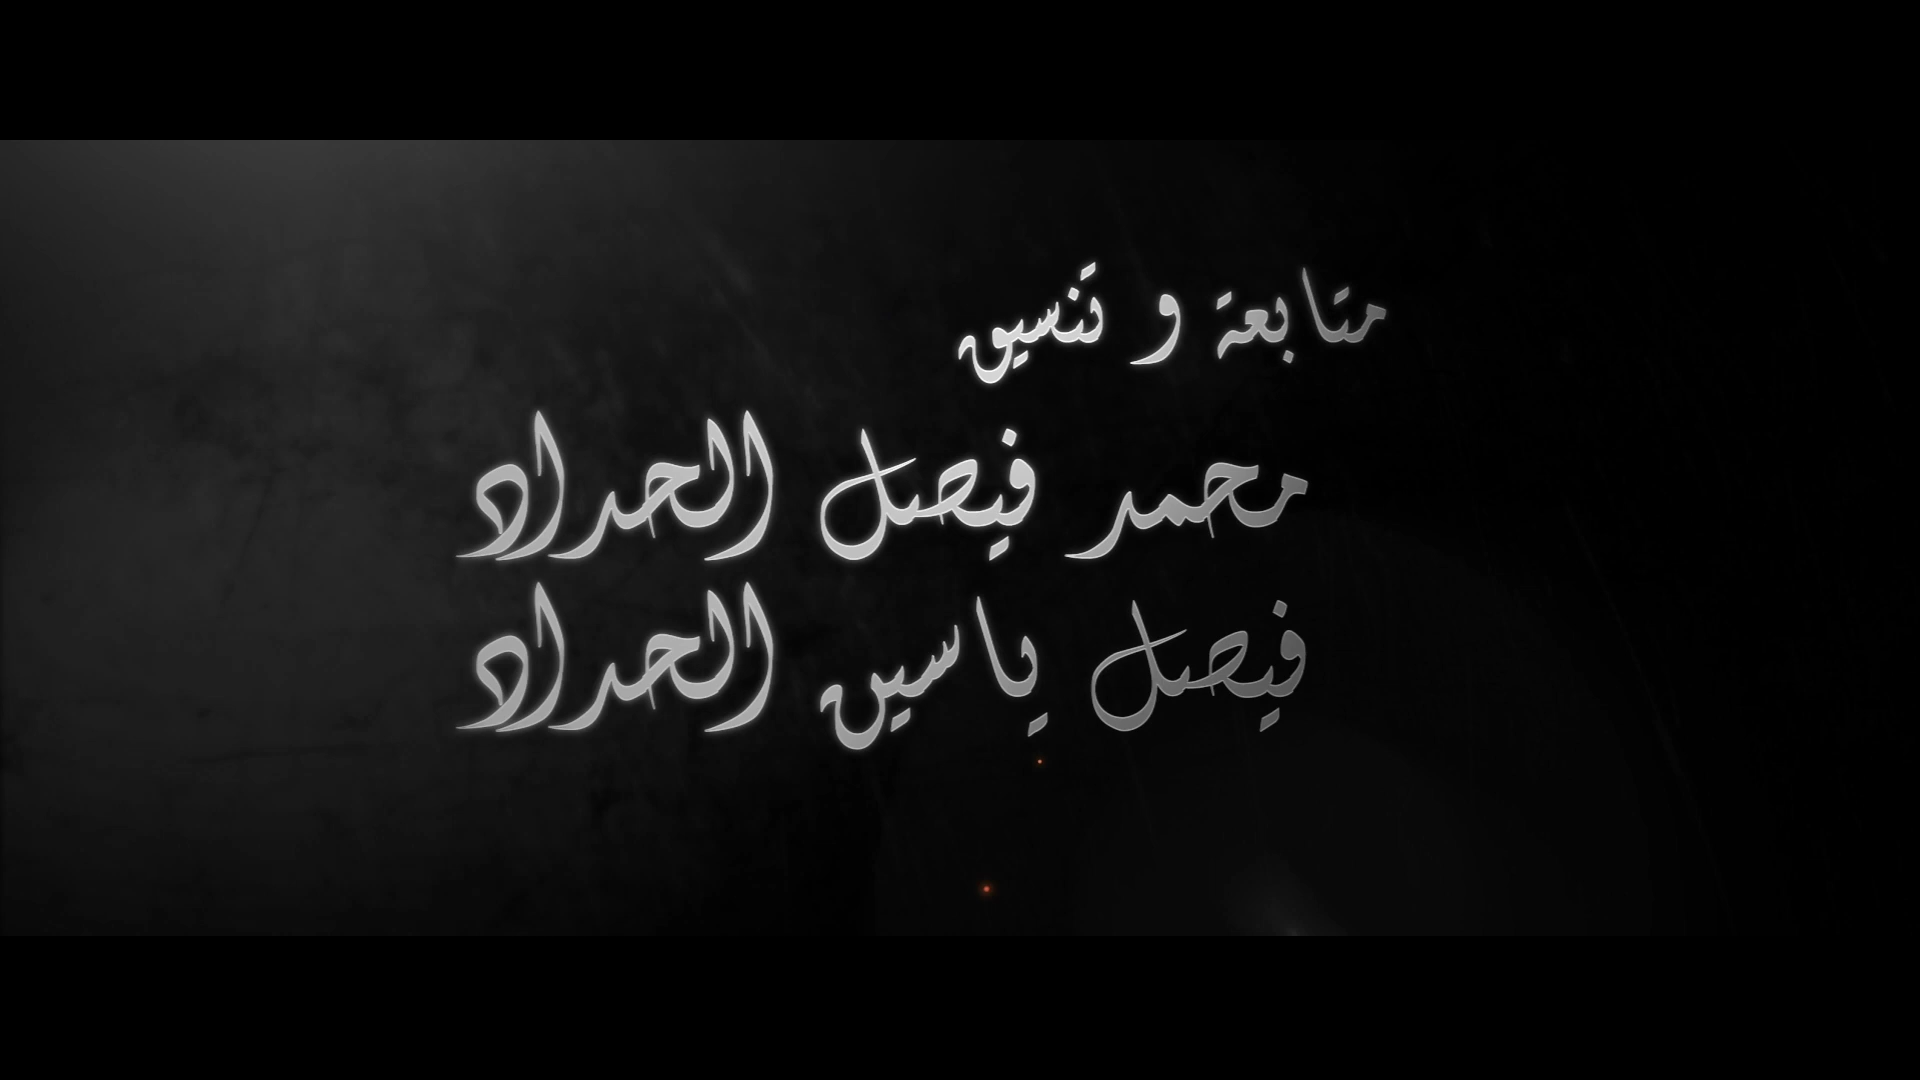 متابعة و تنسيق
محمد فيصل الحداد
فيصل ياسين الحداد